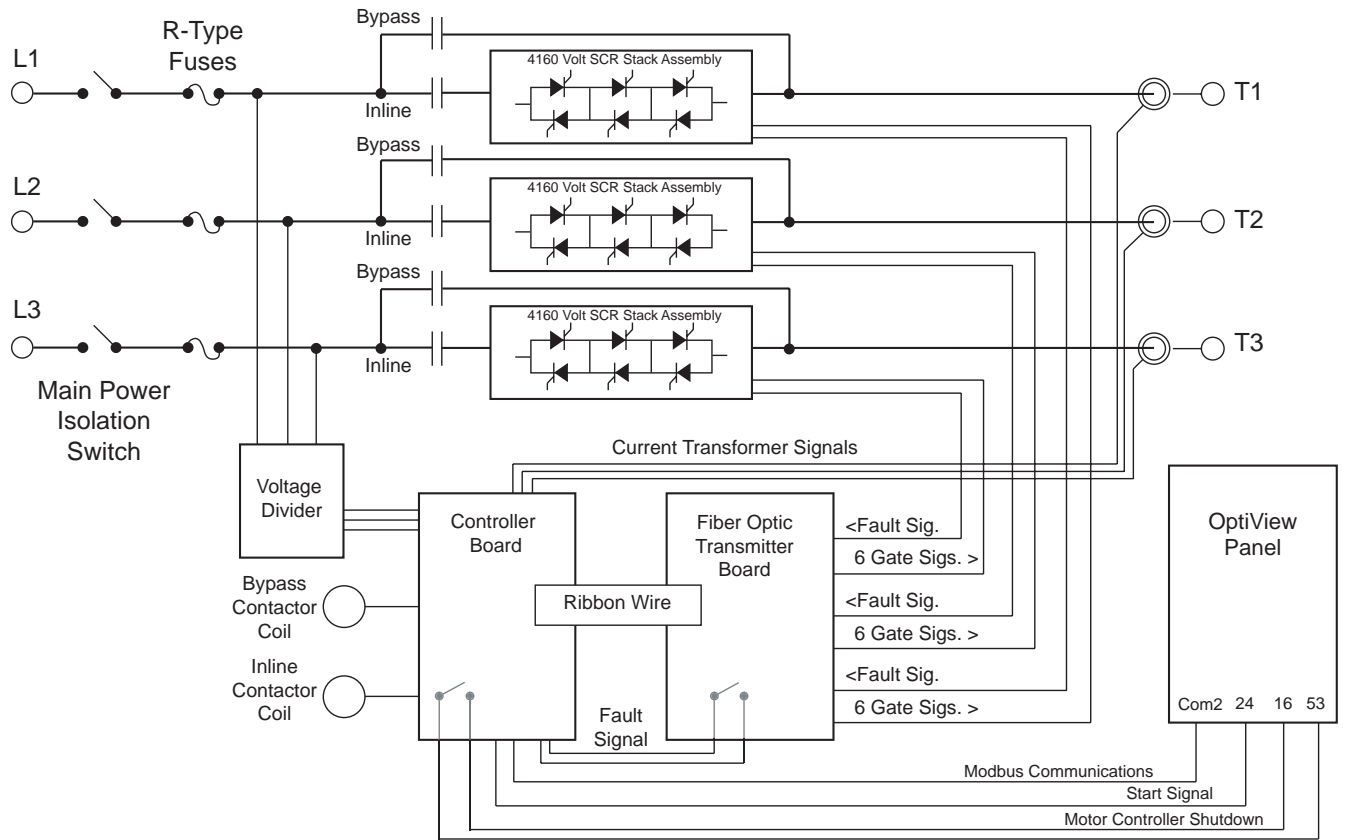 Bypass
R-Type
Fuses
L1
4160 Volt SCR Stack Assembly
T1
Inline
Bypass
L2
4160 Volt SCR Stack Assembly
T2
Inline
Bypass
L3
4160 Volt SCR Stack Assembly
T3
Inline
Main Power
Isolation
Switch
Current Transformer Signals
Voltage
Divider
Controller
Board
Fiber Optic
Transmitter
Board
<Fault Sig.
6 Gate Sigs. >
<Fault Sig.
6 Gate Sigs. >
<Fault Sig.
6 Gate Sigs. >
OptiView
Panel
Bypass
Contactor
Coil
Ribbon Wire
Inline
Contactor
Coil
Fault
Signal
Com2 24 16 53
Modbus Communications
Start Signal
Motor Controller Shutdown